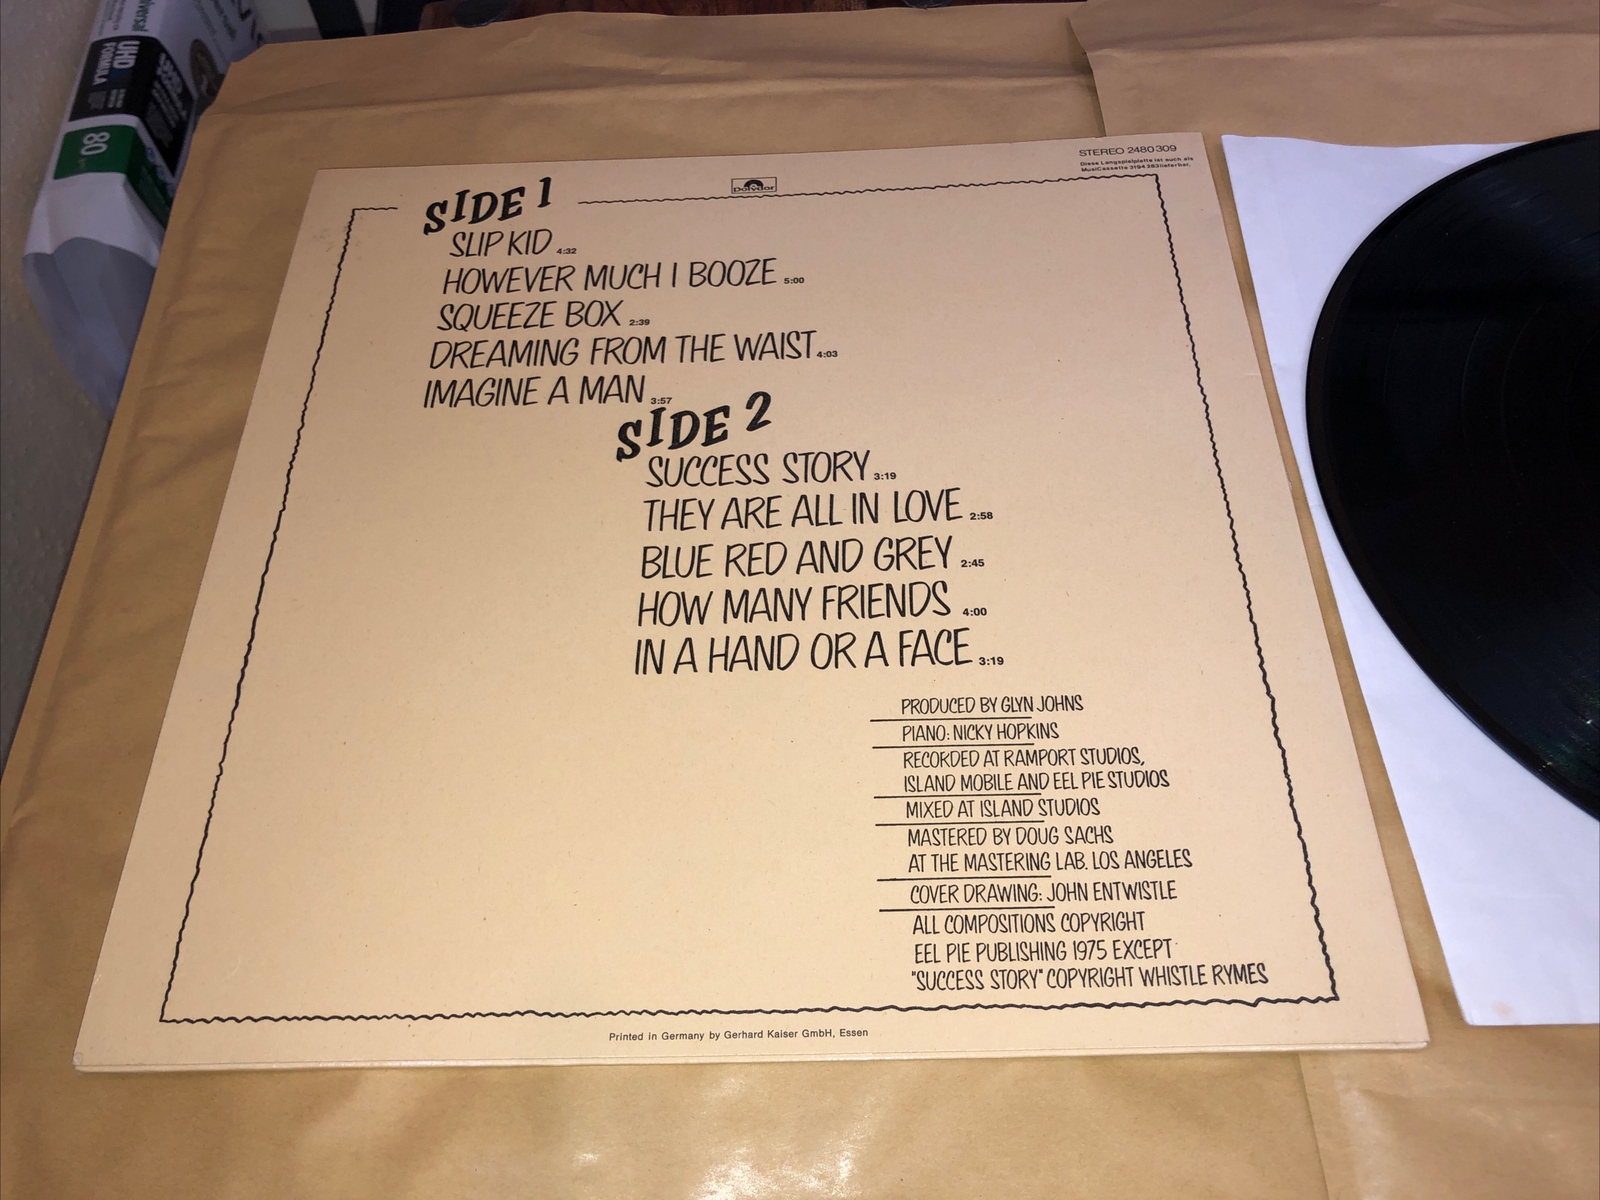 UHD
FORMULA
80
STEREO 2480 309
Diese Langspielplatte ist auch als
MusiCassette 3194 263 lieferbar.
Polydor
SIDE 1
SLIP KID 4:32
HOWEVER MUCH I BOOZE 5:00
SQUEEZE BOX 2:39
DREAMING FROM THE WAIST 4:03
IMAGINE A MAN 3:57
SIDE 2
SUCCESS STORY 3:19
THEY ARE ALL IN LOVE 2:58
BLUE RED AND GREY 2:45
HOW MANY FRIENDS 4:00
IN A HAND OR A FACE 3:19
PRODUCED BY GLYN JOHNS
PIANO: NICKY HOPKINS
RECORDED AT RAMPORT STUDIOS,
ISLAND MOBILE AND EEL PIE STUDIOS
MIXED AT ISLAND STUDIOS
MASTERED BY DOUG SACHS
AT THE MASTERING LAB. LOS ANGELES
COVER DRAWING: JOHN ENTWISTLE
ALL COMPOSITIONS COPYRIGHT
EEL PIE PUBLISHING 1975 EXCEPT
"SUCCESS STORY" COPYRIGHT WHISTLE RYMES
Printed in Germany by Gerhard Kaiser GmbH, Essen